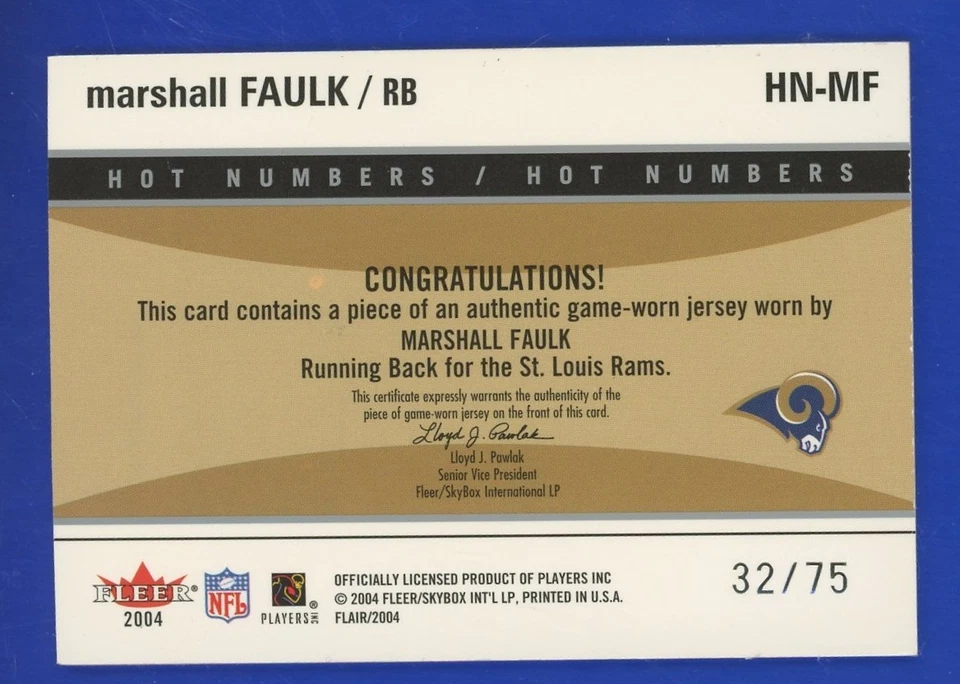 marshall FAULK / RB
HN-MF
HOT NUMBERS / HOT NUMBERS
CONGRATULATIONS!
This card contains a piece of an authentic game-worn jersey worn by
MARSHALL FAULK
Running Back for the St. Louis Rams.
This certificate expressly warrants the authenticity of the
piece of game-worn jersey on the front of this card.
Lloyd J. Pawlak
Lloyd J. Pawlak
Senior Vice President
Fleer/SkyBox International LP
FLEER®
2004
NFL
PLAYERS INC ®
OFFICIALLY LICENSED PRODUCT OF PLAYERS INC
© 2004 FLEER/SKYBOX INT'L LP, PRINTED IN U.S.A.
FLAIR/2004
32/75